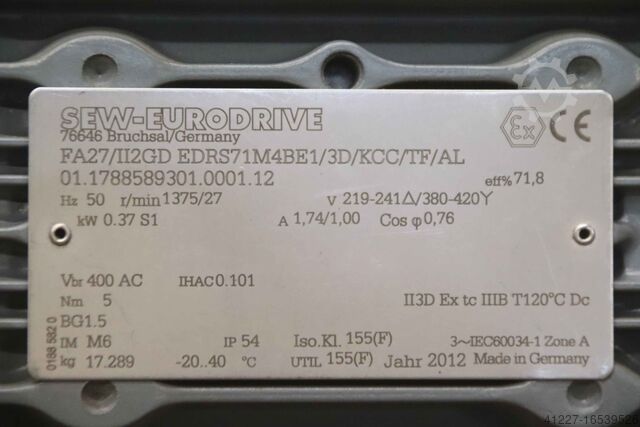 SEW-EURODRIVE
76646 Bruchsal/Germany
Ex CE
FA27/II2GD EDRS71M4BE1/3D/KCC/TF/AL
01.1788589301.0001.12 eff% 71,8
Hz 50 r/min 1375/27 V 219-241Δ/380-420Y
kW 0.37 S1 A 1,74/1,00 Cos φ 0,76
Vbr 400 AC IHAC 0.101
Nm 5 II3D Ex tc IIIB T120°C Dc
BG1.5
IM M6 IP 54 Iso.Kl. 155(F) 3~IEC60034-1 Zone A
kg 17.289 -20..40 °C UTIL 155(F) Jahr 2012 Made in Germany
0188 582 0